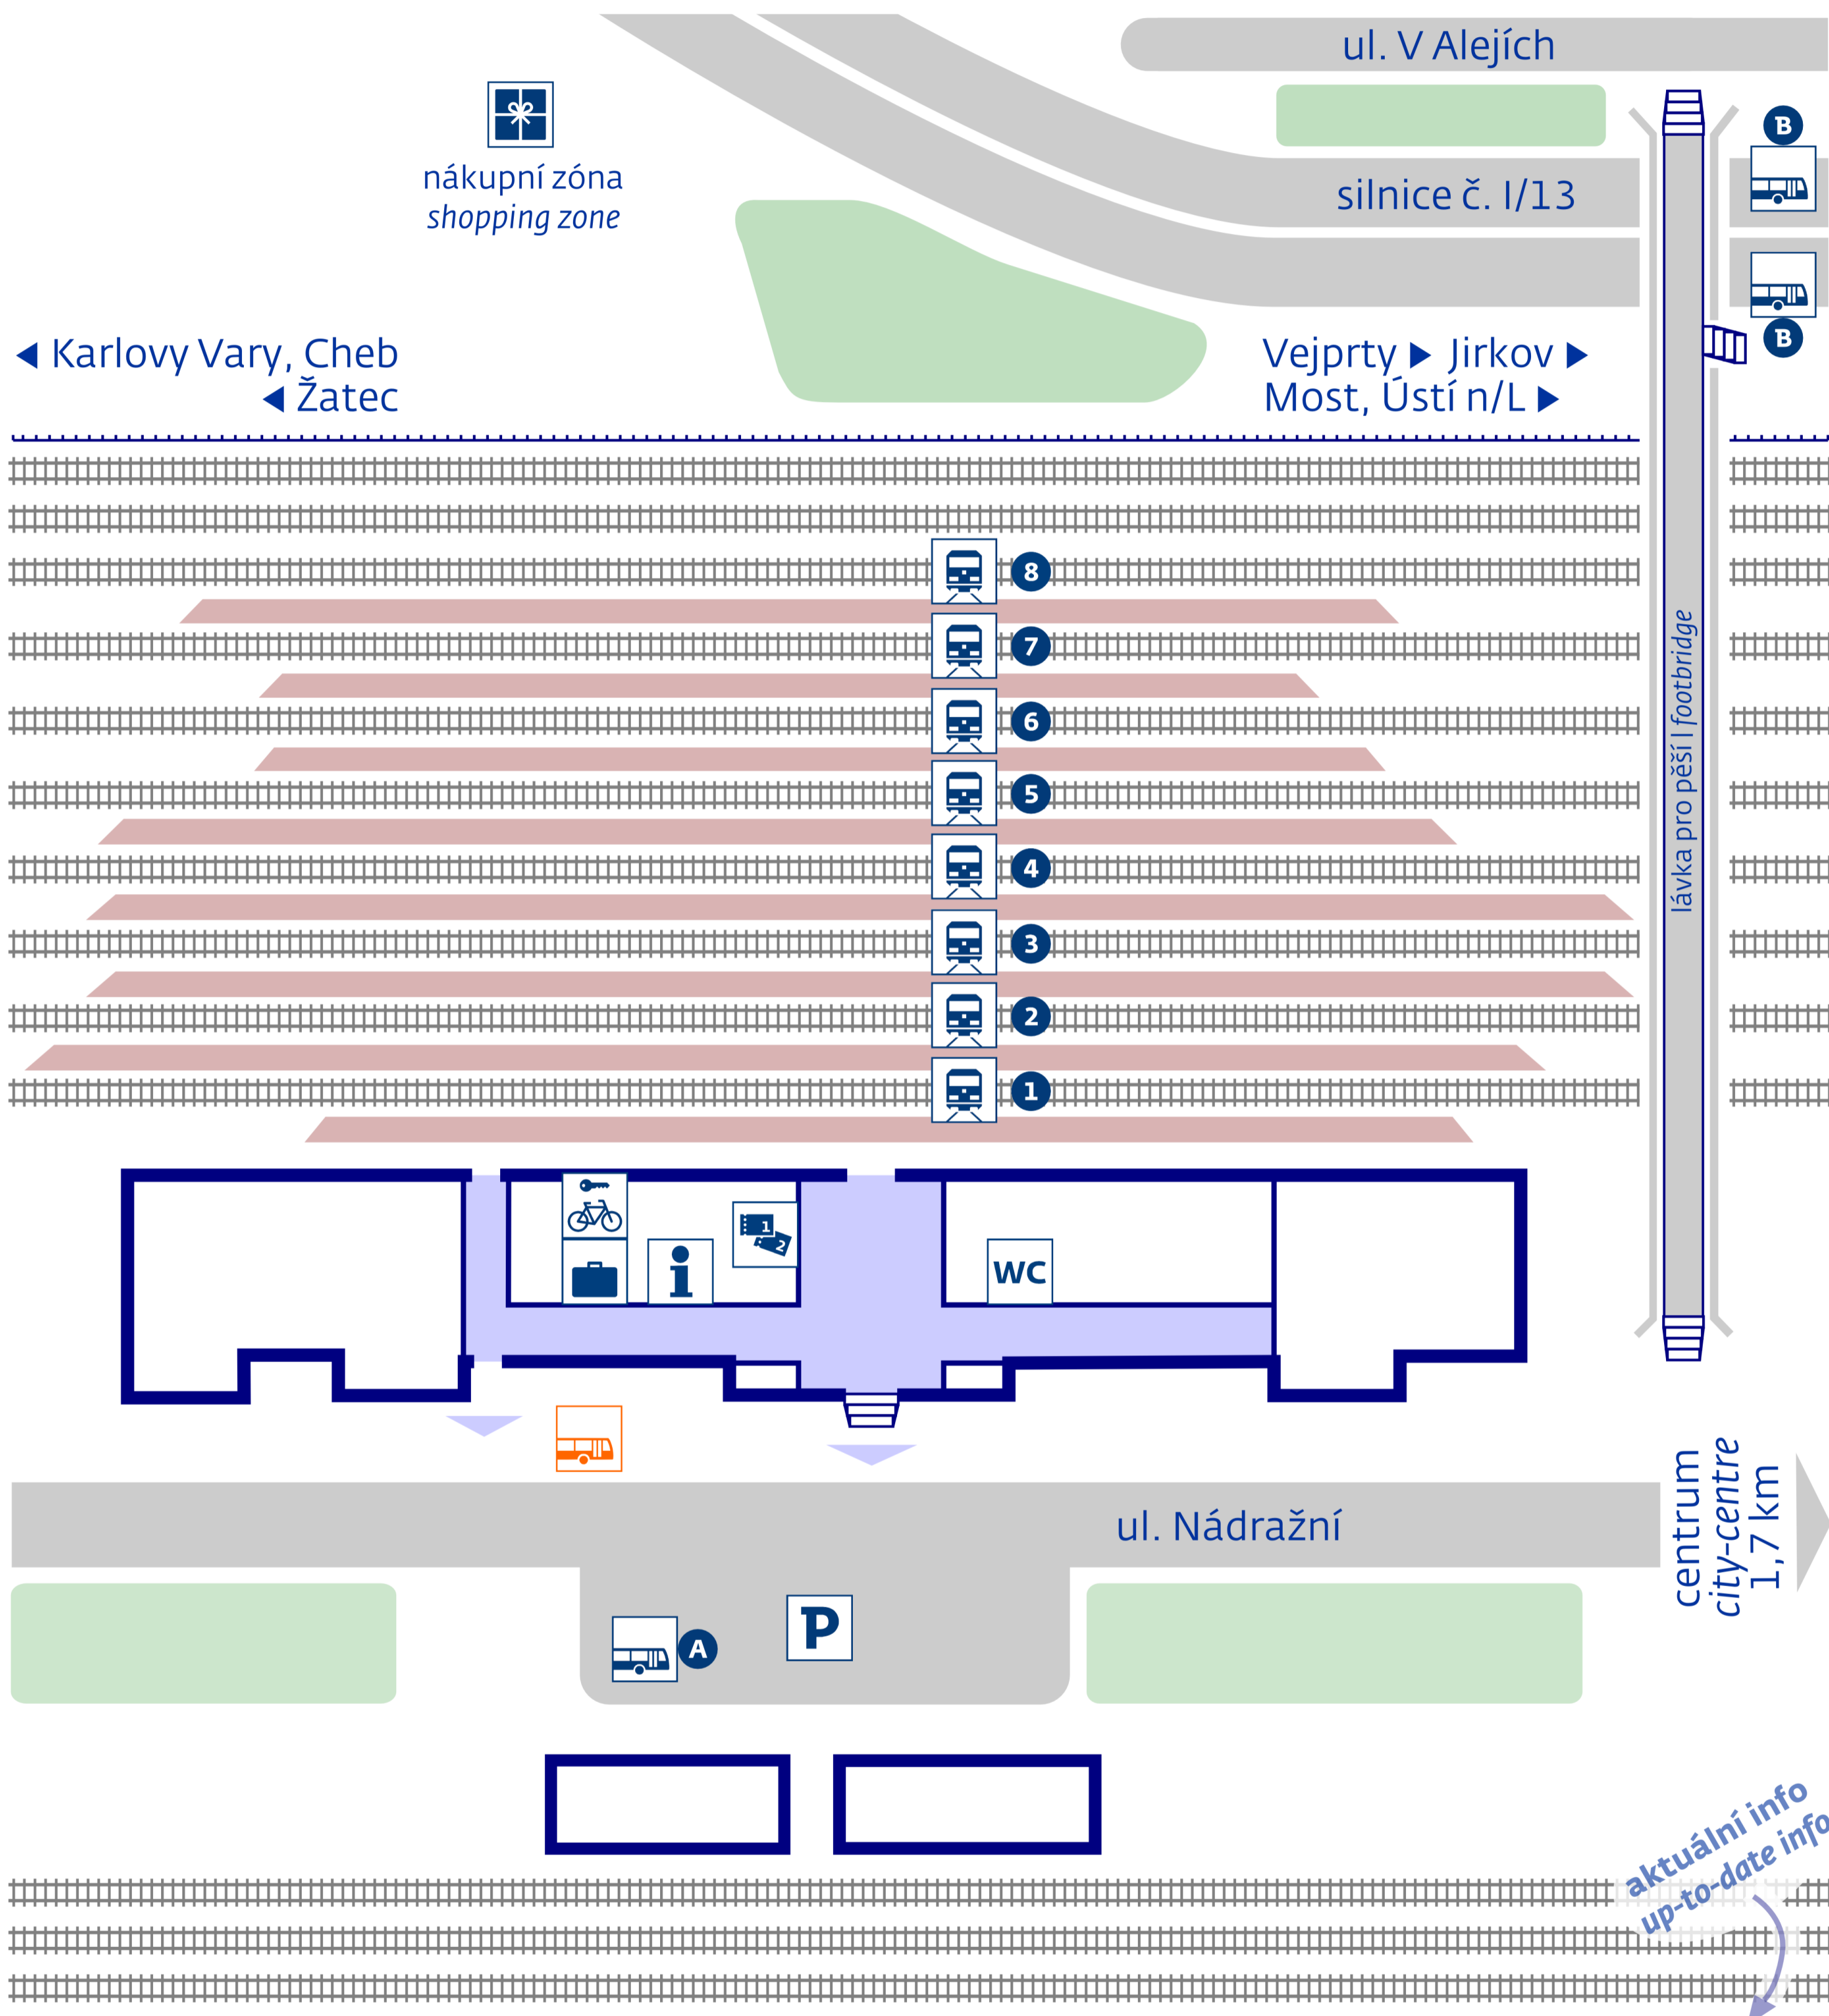 ul. V Alejích
B
nákupní zóna
shopping zone
silnice č. I/13
B
Karlovy Vary, Cheb
Žatec
Vejprty Jirkov
Most, Ústí n/L
8
7
6
5
4
3
2
1
lávka pro pěší | footbridge
1
2
i
WC
ul. Nádražní
centrum
city-centre
1,7 km
P
A
aktuální info
up-to-date info